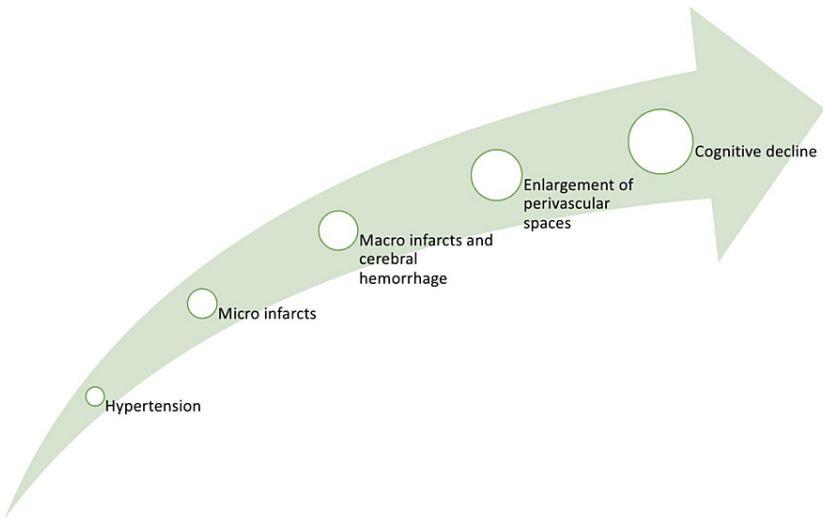 Cognitive decline
Enlargement of
perivascular
spaces
Macro infarcts and
cerebral
hemorrhage
Micro infarcts
Hypertension